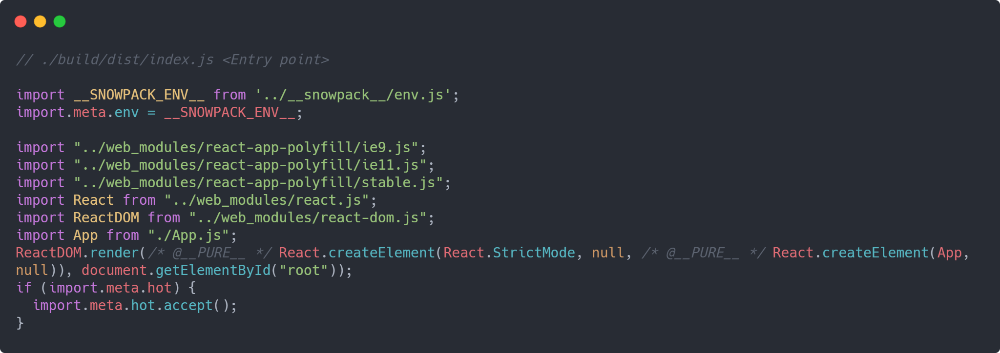 // ./build/dist/index.js <Entry point>
import __SNOWPACK_ENV__ from '../__snowpack__/env.js';
import.meta.env = __SNOWPACK_ENV__;
import "../web_modules/react-app-polyfill/ie9.js";
import "../web_modules/react-app-polyfill/ie11.js";
import "../web_modules/react-app-polyfill/stable.js";
import React from "../web_modules/react.js";
import ReactDOM from "../web_modules/react-dom.js";
import App from "./App.js";
ReactDOM.render(/* @__PURE__ */ React.createElement(React.StrictMode, null, /* @__PURE__ */ React.createElement(App,
null)), document.getElementById("root"));
if (import.meta.hot) {
  import.meta.hot.accept();
}